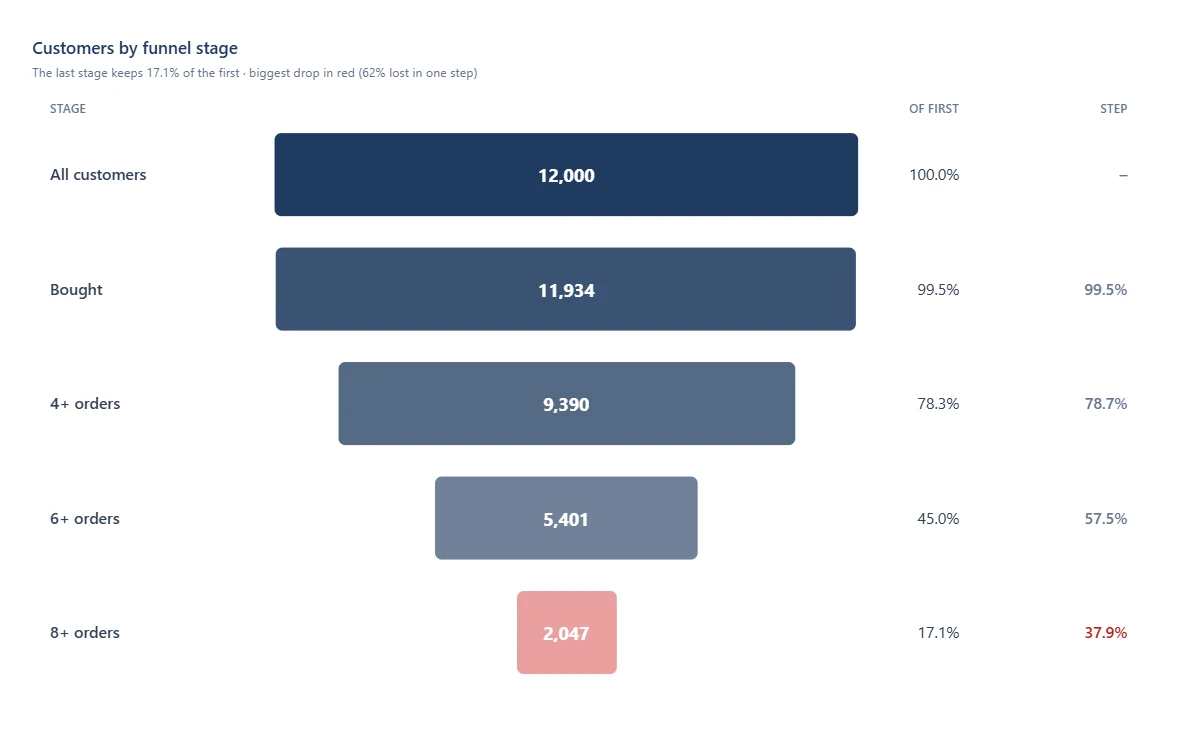 Customers by funnel stage
The last stage keeps 17.1% of the first · biggest drop in red (62% lost in one step)
STAGE OF FIRST STEP
All customers 12,000 100.0% –
Bought 11,934 99.5% 99.5%
4+ orders 9,390 78.3% 78.7%
6+ orders 5,401 45.0% 57.5%
8+ orders 2,047 17.1% 37.9%